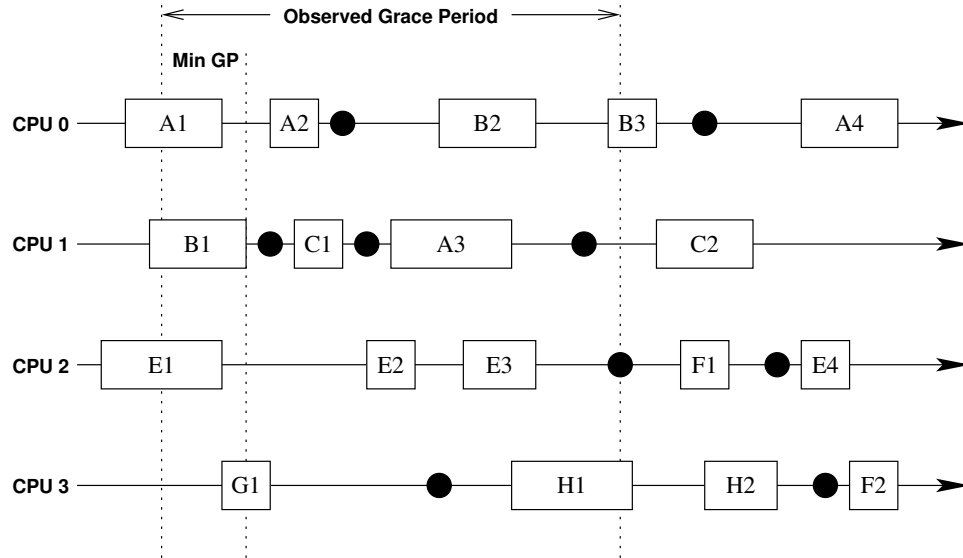 Observed Grace Period
Min GP
CPU 0 A1 A2 B2 B3 A4
CPU 1 B1 C1 A3 C2
CPU 2 E1 E2 E3 F1 E4
CPU 3 G1 H1 H2 F2